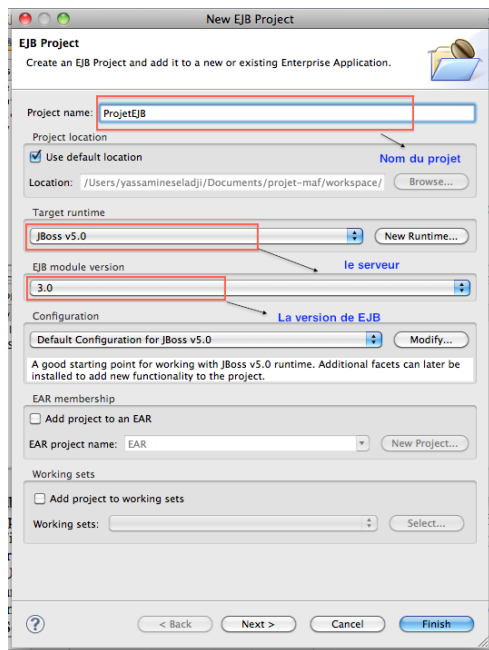 New EJB Project
EJB Project
Create an EJB Project and add it to a new or existing Enterprise Application.
Project name: ProjetEJB
Project location
Use default location
Nom du projet
Location: /Users/yassamineseladji/Documents/projet-maf/workspace/ Browse...
Target runtime
JBoss v5.0 New Runtime...
EJB module version le serveur
3.0
Configuration La version de EJB
Default Configuration for JBoss v5.0 Modify...
A good starting point for working with JBoss v5.0 runtime. Additional facets can later be
installed to add new functionality to the project.
EAR membership
Add project to an EAR
EAR project name: EAR New Project...
Working sets
Add project to working sets
Working sets: Select...
? < Back Next > Cancel Finish